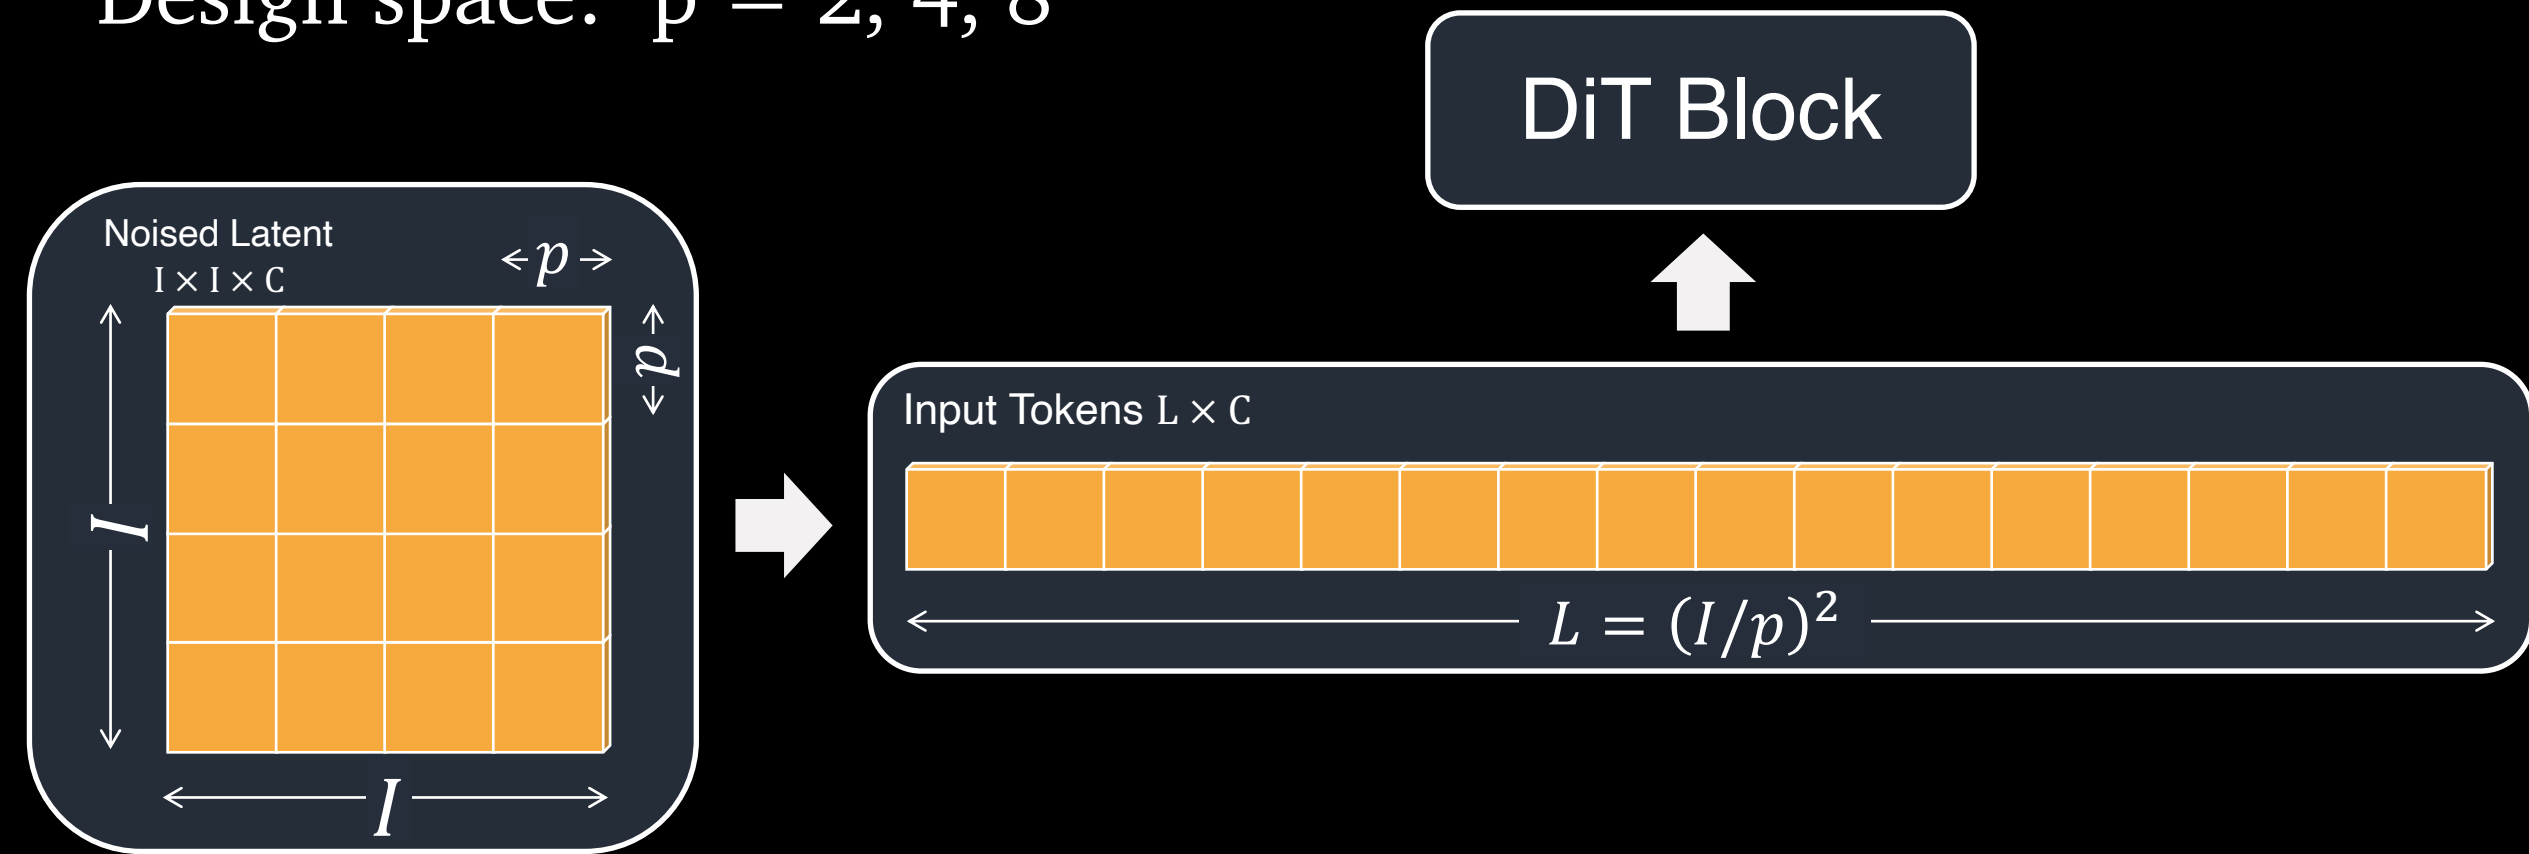 Design space: p = 2, 4, 8
DiT Block
Noised Latent
I × I × C
p
p
I
I
Input Tokens L × C
L = (I/p)²